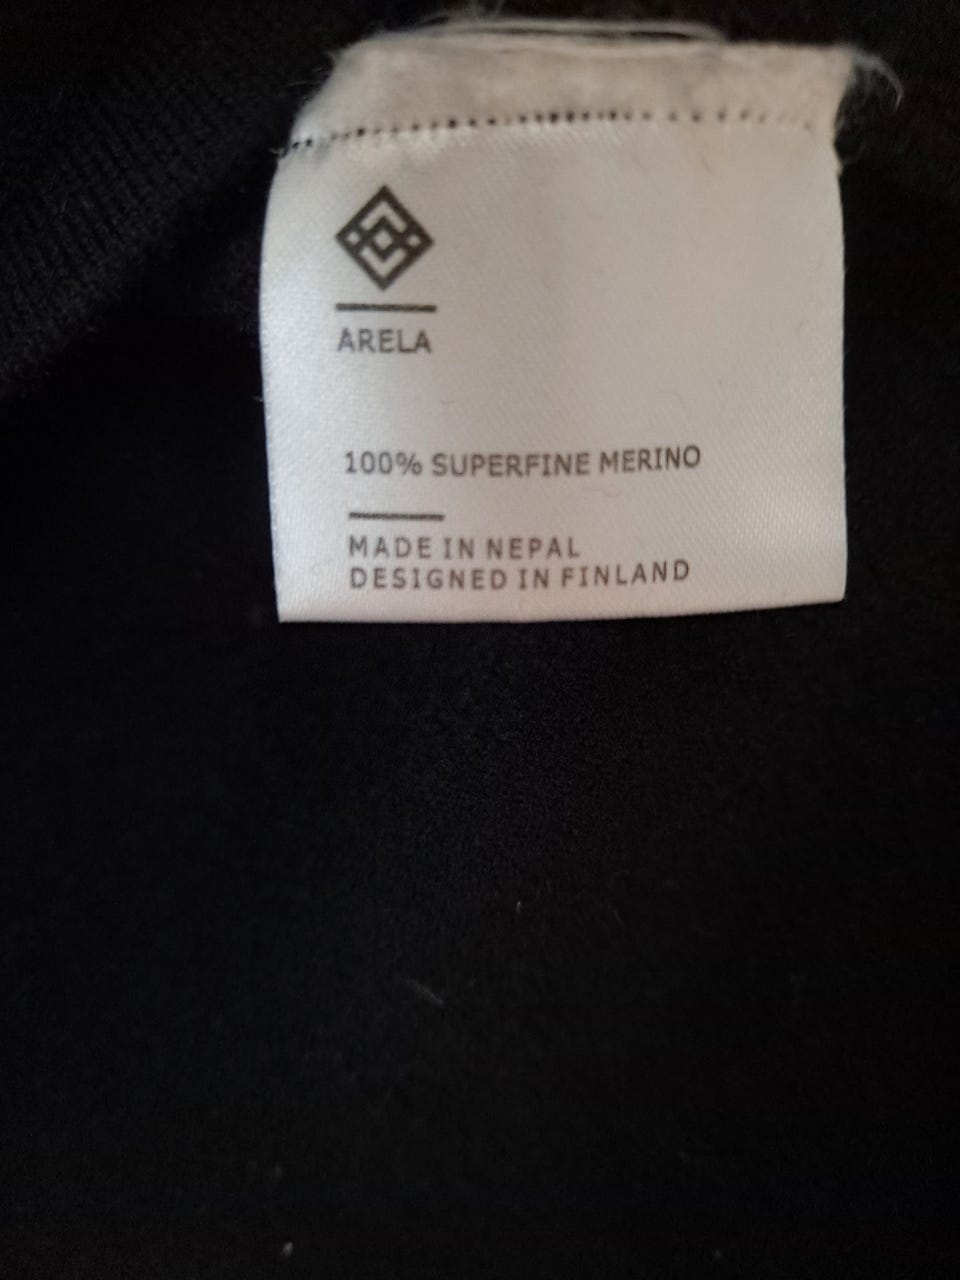 ARELA
100% SUPERFINE MERINO
MADE IN NEPAL
DESIGNED IN FINLAND